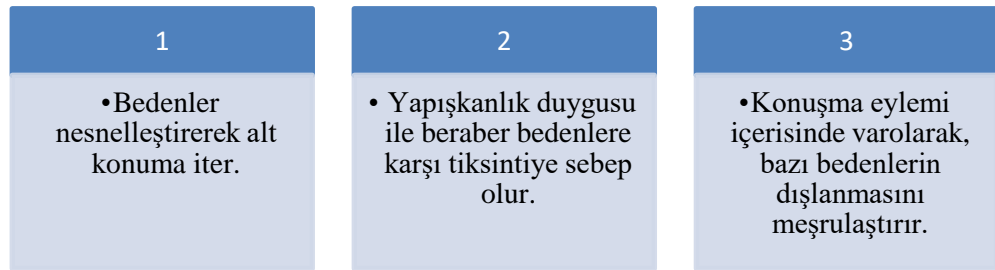 1
•Bedenler
nesnelleştirerek alt
konuma iter.
2
• Yapışkanlık duygusu
ile beraber bedenlere
karşı tiksintiye sebep
olur.
3
•Konuşma eylemi
içerisinde varolarak,
bazı bedenlerin
dışlanmasını
meşrulaştırır.